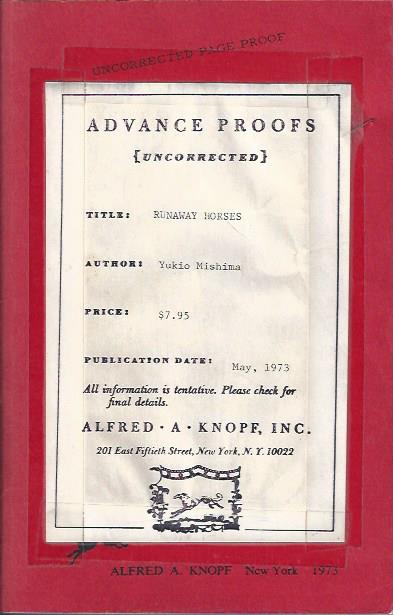 UNCORRECTED PAGE PROOF
ADVANCE PROOFS
{UNCORRECTED}
TITLE: RUNAWAY HORSES
AUTHOR: Yukio Mishima
PRICE: $7.95
PUBLICATION DATE: May, 1973
All information is tentative. Please check for
final details.
ALFRED · A · KNOPF, INC.
201 East Fiftieth Street, New York, N. Y. 10022
ALFRED A. KNOPF New York 1973